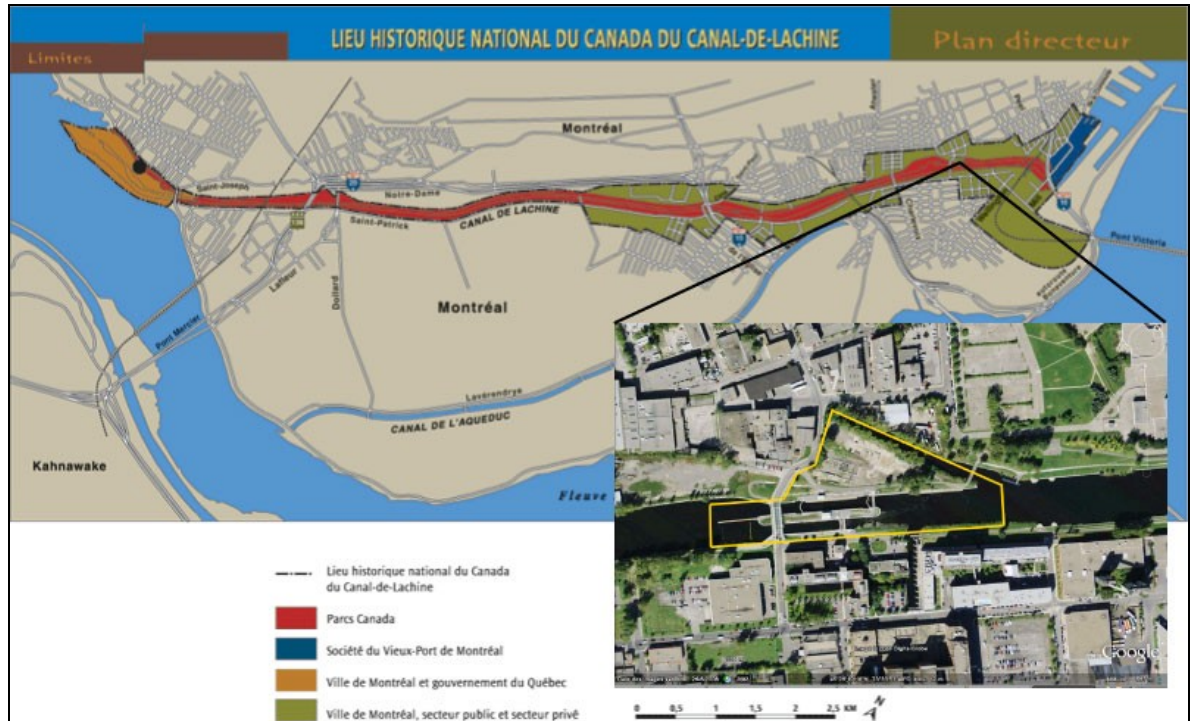 LIEU HISTORIQUE NATIONAL DU CANADA DU CANAL-DE-LACHINE
Plan directeur
Limites
Montréal
Saint-Joseph
Notre-Dame
Saint-Patrick
CANAL DE LACHINE
Lafleur
Dollard
Pont Mercier
Montréal
Pont Victoria
Autoroute
Bonaventure
Lavérendrye
CANAL DE L'AQUEDUC
Kahnawake
Fleuve
Google
Lieu historique national du Canada
du Canal-de-Lachine
Parcs Canada
Société du Vieux-Port de Montréal
Ville de Montréal et gouvernement du Québec
Ville de Montréal, secteur public et secteur privé
0 0,5 1 1,5 2 2,5 KM
N